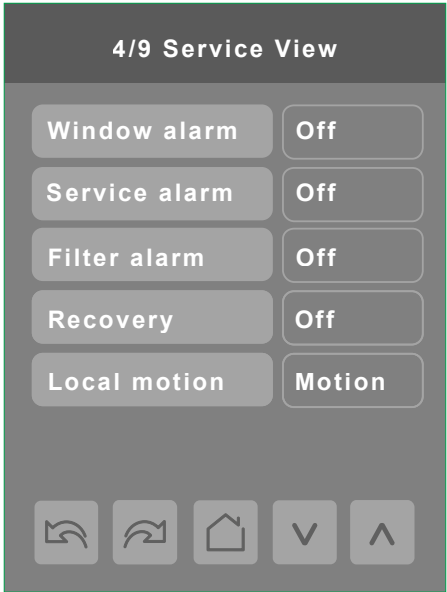 4/9 Service View
Window alarm Off
Service alarm Off
Filter alarm Off
Recovery Off
Local motion Motion